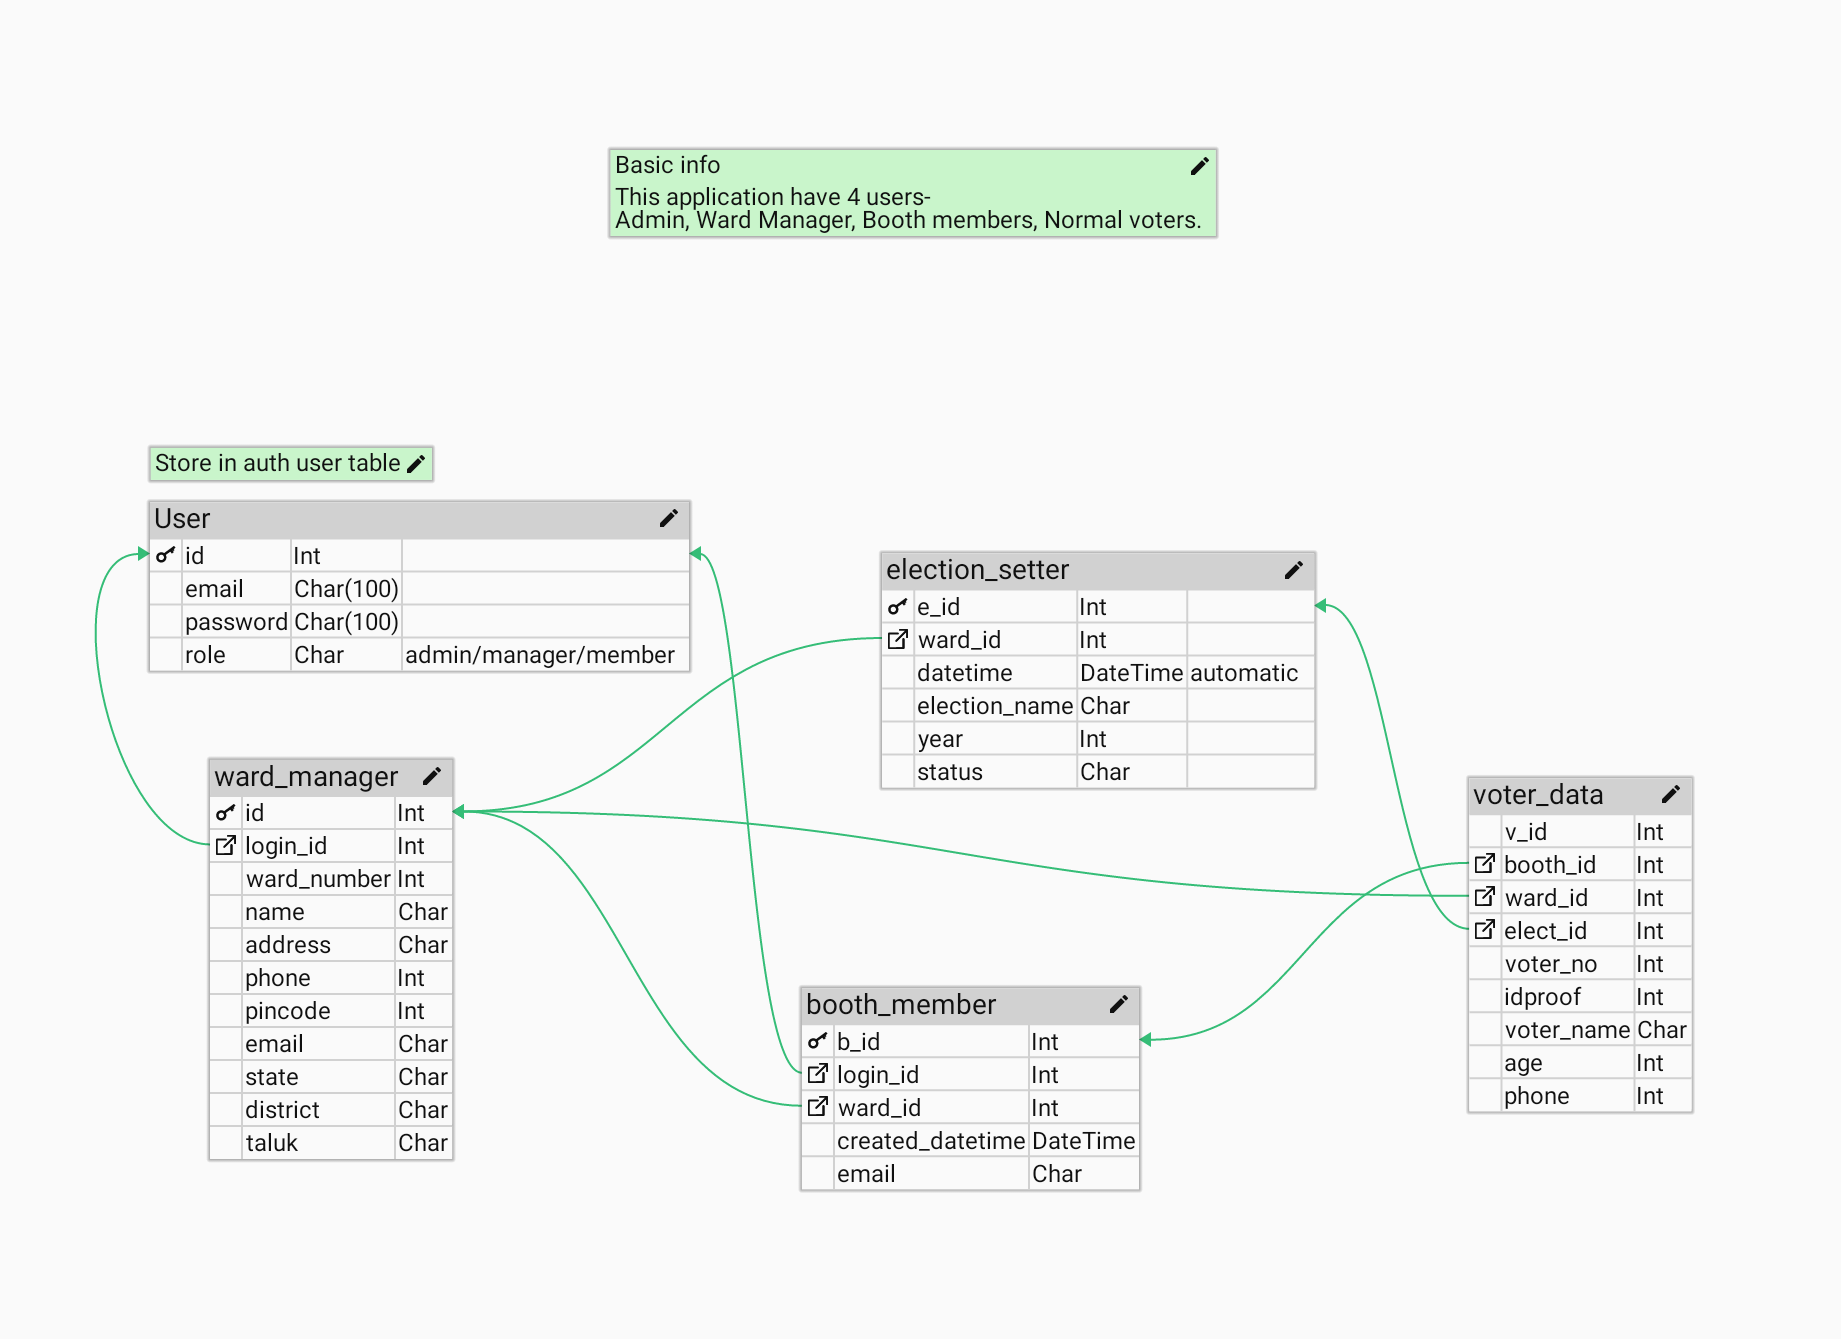 Basic info
This application have 4 users-
Admin, Ward Manager, Booth members, Normal voters.
Store in auth user table
User
id Int
email Char(100)
password Char(100)
role Char admin/manager/member
ward_manager
id Int
login_id Int
ward_number Int
name Char
address Char
phone Int
pincode Int
email Char
state Char
district Char
taluk Char
election_setter
e_id Int
ward_id Int
datetime DateTime automatic
election_name Char
year Int
status Char
booth_member
b_id Int
login_id Int
ward_id Int
created_datetime DateTime
email Char
voter_data
v_id Int
booth_id Int
ward_id Int
elect_id Int
voter_no Int
idproof Int
voter_name Char
age Int
phone Int